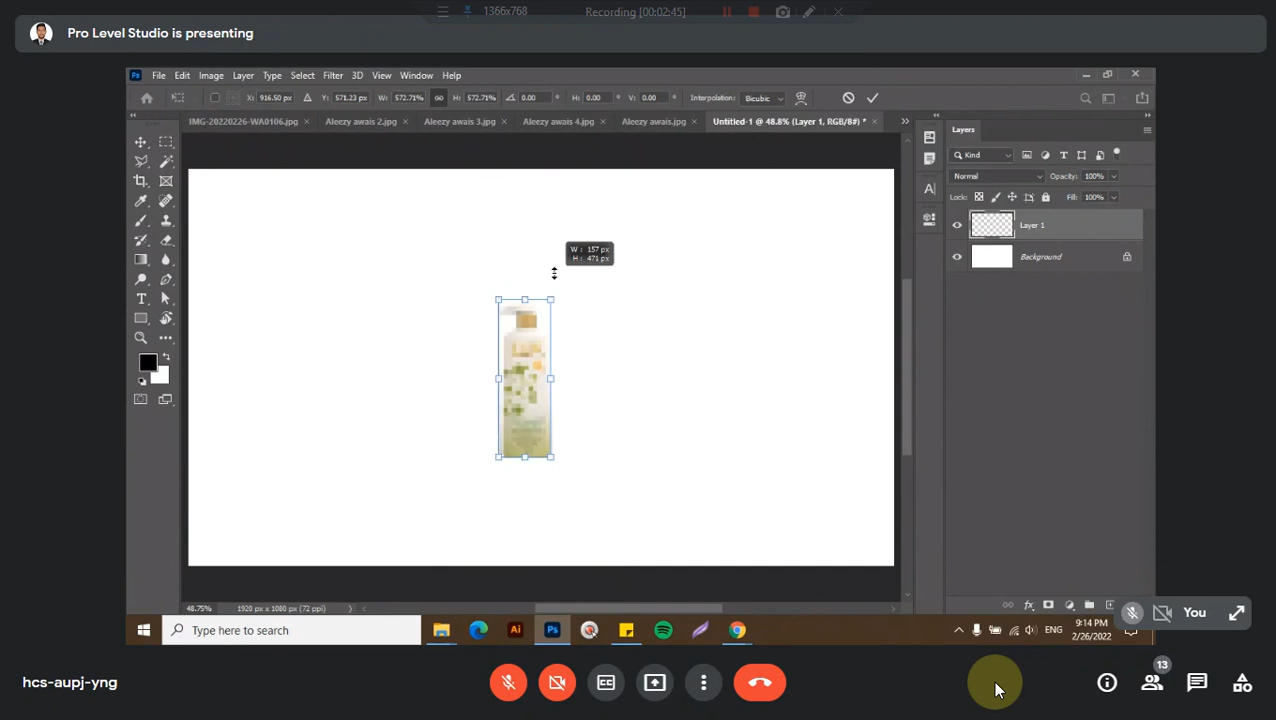 1366x768
Recording [00:02:45]
Pro Level Studio is presenting
Ps File Edit Image Layer Type Select Filter 3D View Window Help
X: 916.50 px Y: 571.23 px W: 572.71% H: 572.71% 0.00 ° H: 0.00 ° V: 0.00 ° Interpolation: Bicubic
IMG-20220226-WA0106.jpg × Aleezy awais 2.jpg × Aleezy awais 3.jpg × Aleezy awais 4.jpg × Aleezy awais.jpg × Untitled-1 @ 48.8% (Layer 1, RGB/8#) * ×
Layers
Kind
Normal Opacity: 100%
Lock: Fill: 100%
Layer 1
Background
W : 157 px
H : 471 px
48.75% 1920 px x 1080 px (72 ppi)
fx
You
Type here to search
Ai Ps
ENG
9:14 PM
2/26/2022
hcs-aupj-yng
CC
13